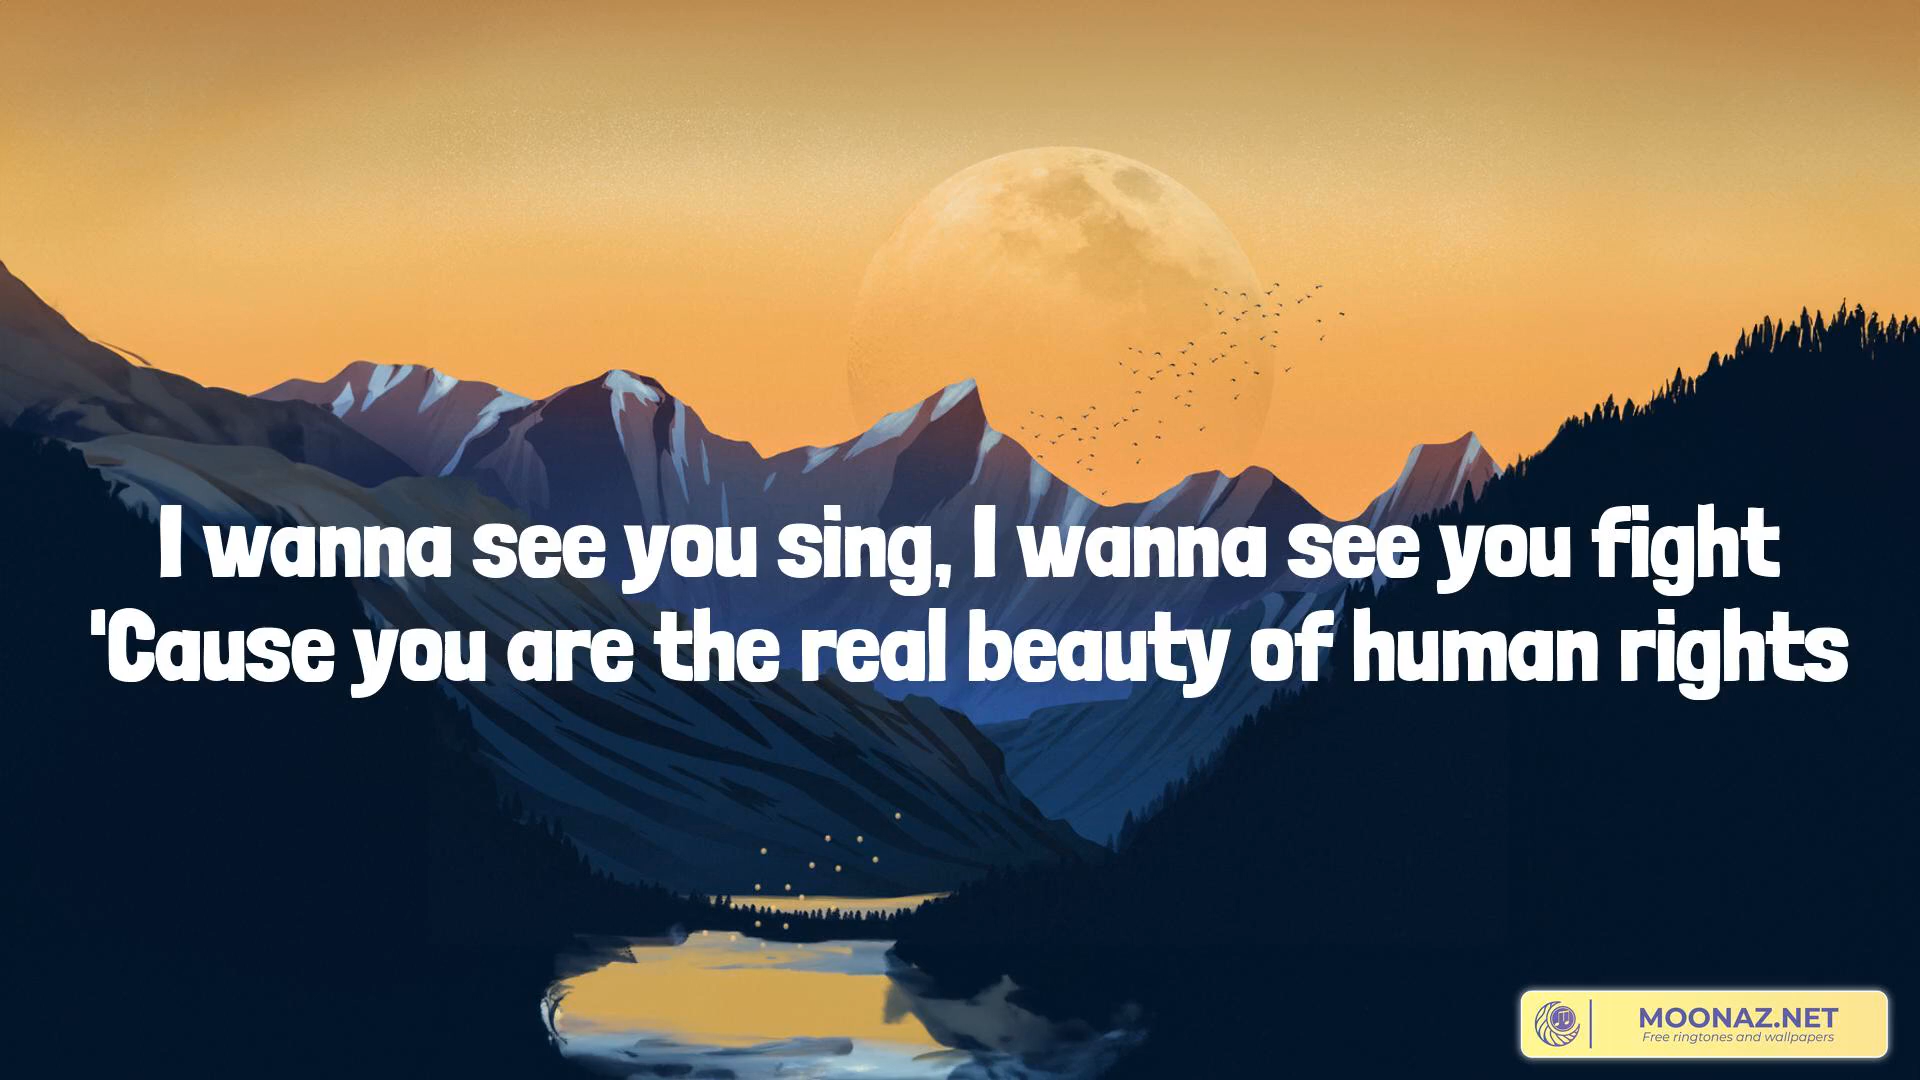 I wanna see you sing, I wanna see you fight
'Cause you are the real beauty of human rights
MOONAZ.NET
Free ringtones and wallpapers